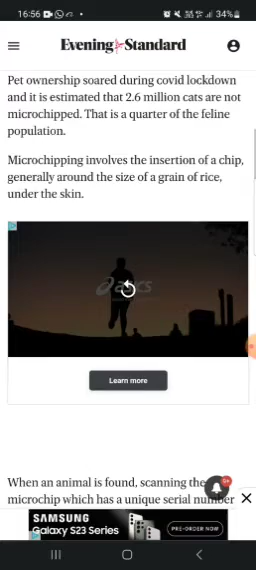 16:56
34%
Evening Standard
Pet ownership soared during covid lockdown
and it is estimated that 2.6 million cats are not
microchipped. That is a quarter of the feline
population.
Microchipping involves the insertion of a chip,
generally around the size of a grain of rice,
under the skin.
asics
Learn more
When an animal is found, scanning the
microchip which has a unique serial number
SAMSUNG
Galaxy S23 Series
PRE-ORDER NOW